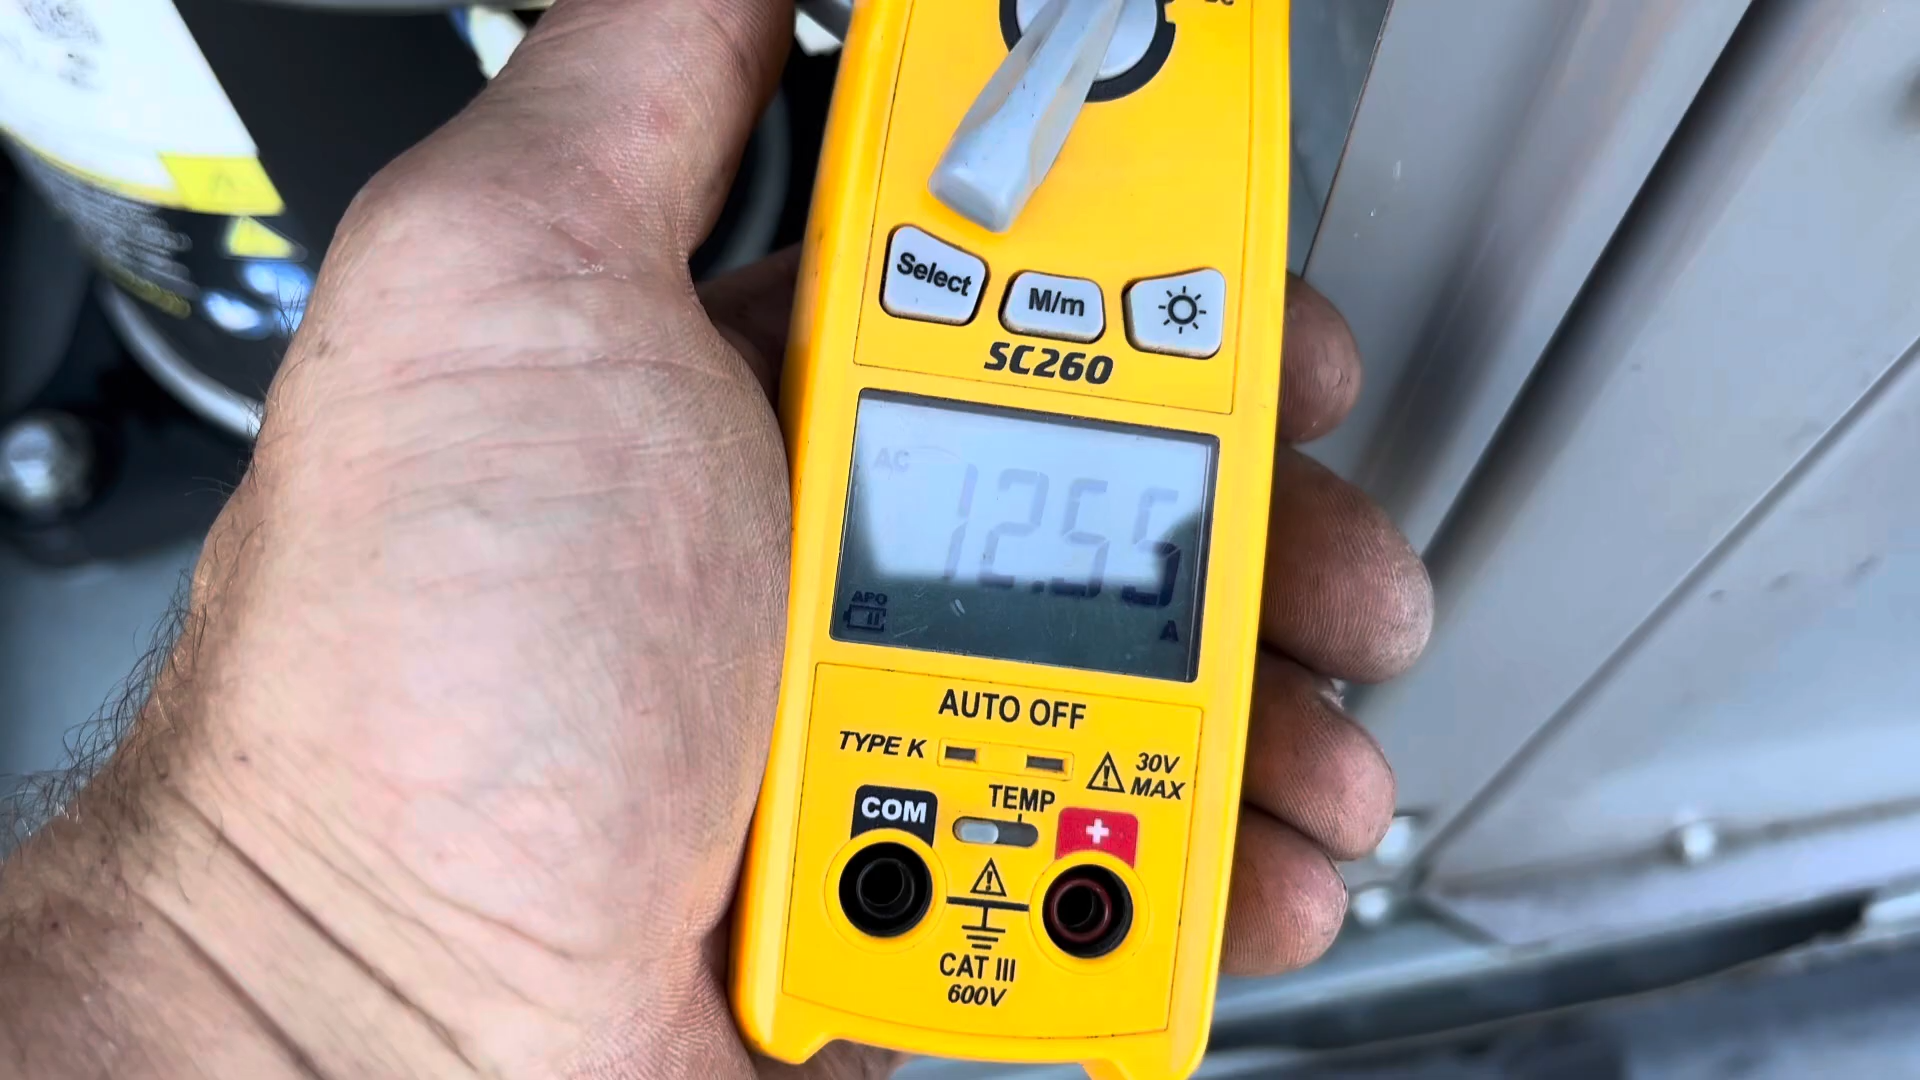 Select
M/m
SC260
AC
12.55
APO
A
AUTO OFF
TYPE K
30V
MAX
TEMP
COM
+
CAT III
600V